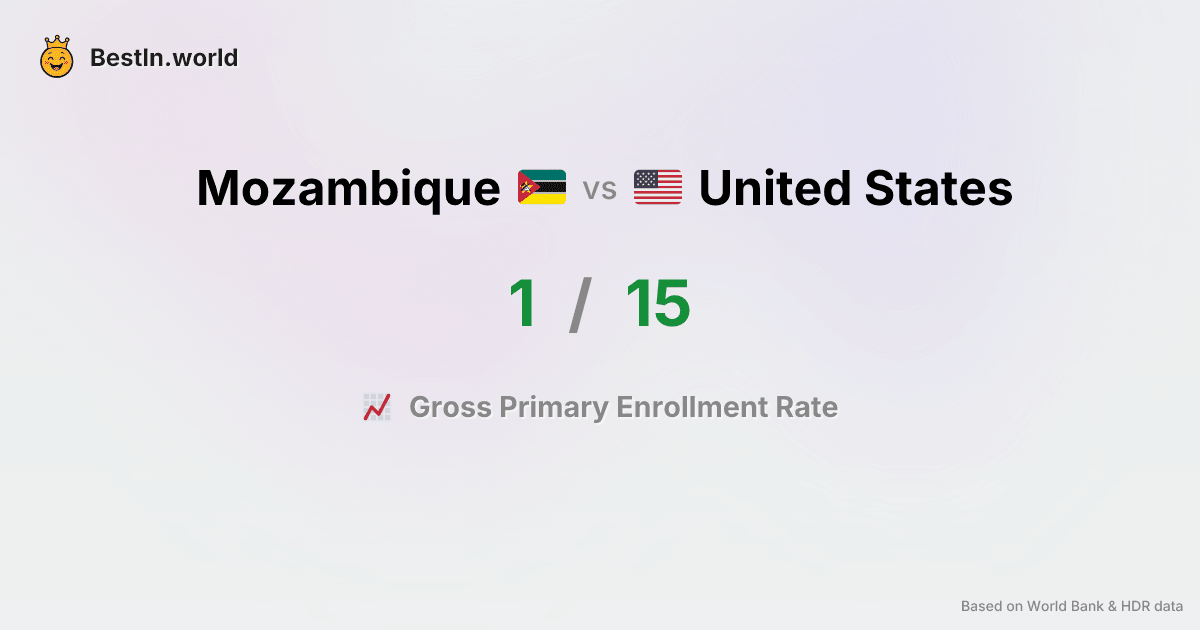 BestIn.world
Mozambique vs United States
1 / 15
Gross Primary Enrollment Rate
Based on World Bank & HDR data